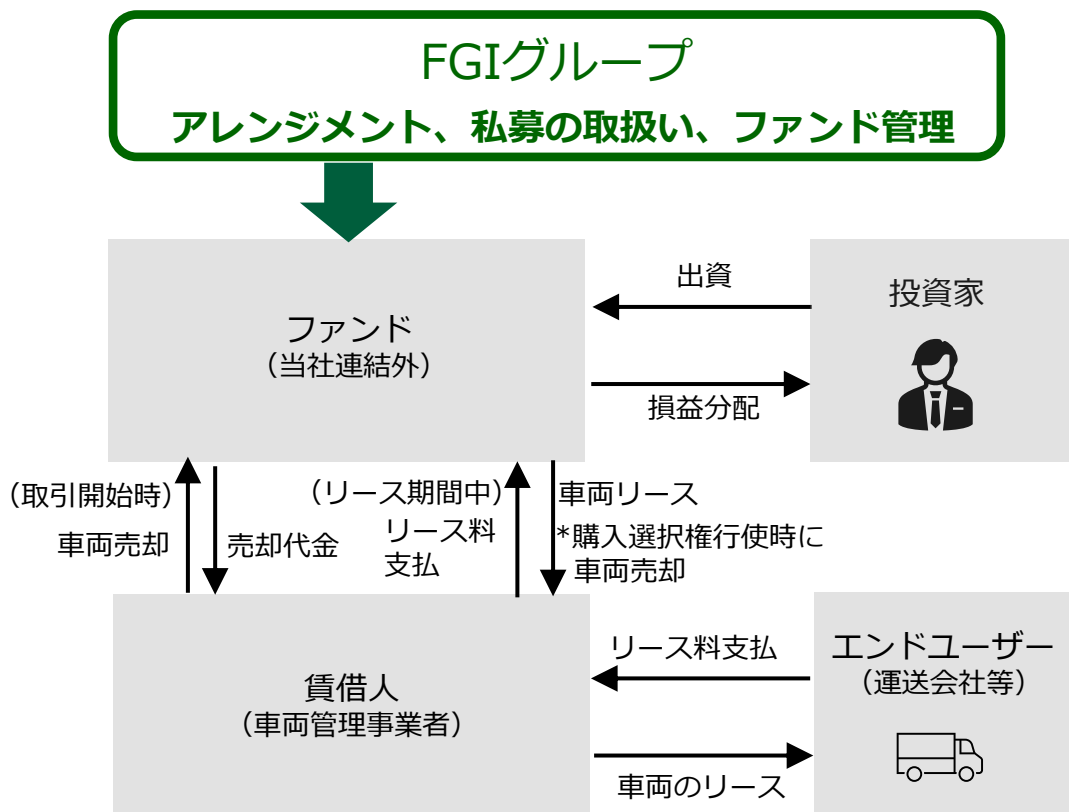 FGIグループ
アレンジメント、私募の取扱い、ファンド管理
ファンド
（当社連結外）
出資
損益分配
投資家
（取引開始時）
車両売却
売却代金
（リース期間中）
リース料
支払
車両リース
*購入選択権行使時に
車両売却
賃借人
（車両管理事業者）
リース料支払
車両のリース
エンドユーザー
（運送会社等）